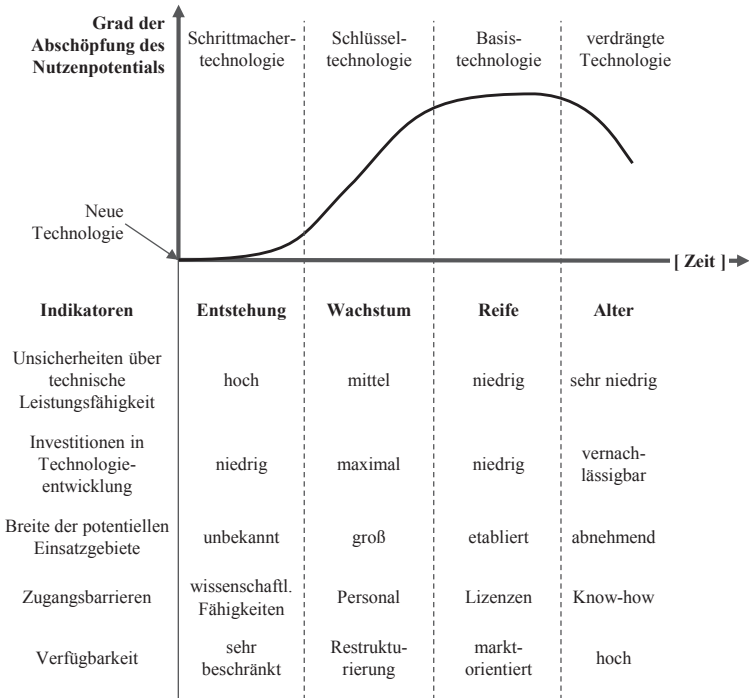 Grad der
Abschöpfung des
Nutzenpotentials
Schrittmacher-
technologie
Schlüssel-
technologie
Basis-
technologie
verdrängte
Technologie
Neue
Technologie
[ Zeit ]
Indikatoren
Entstehung
Wachstum
Reife
Alter
Unsicherheiten über
technische
Leistungsfähigkeit
hoch
mittel
niedrig
sehr niedrig
Investitionen in
Technologie-
entwicklung
niedrig
maximal
niedrig
vernach-
lässigbar
Breite der potentiellen
Einsatzgebiete
unbekannt
groß
etabliert
abnehmend
Zugangsbarrieren
wissenschaftl.
Fähigkeiten
Personal
Lizenzen
Know-how
Verfügbarkeit
sehr
beschränkt
Restruktu-
rierung
markt-
orientiert
hoch